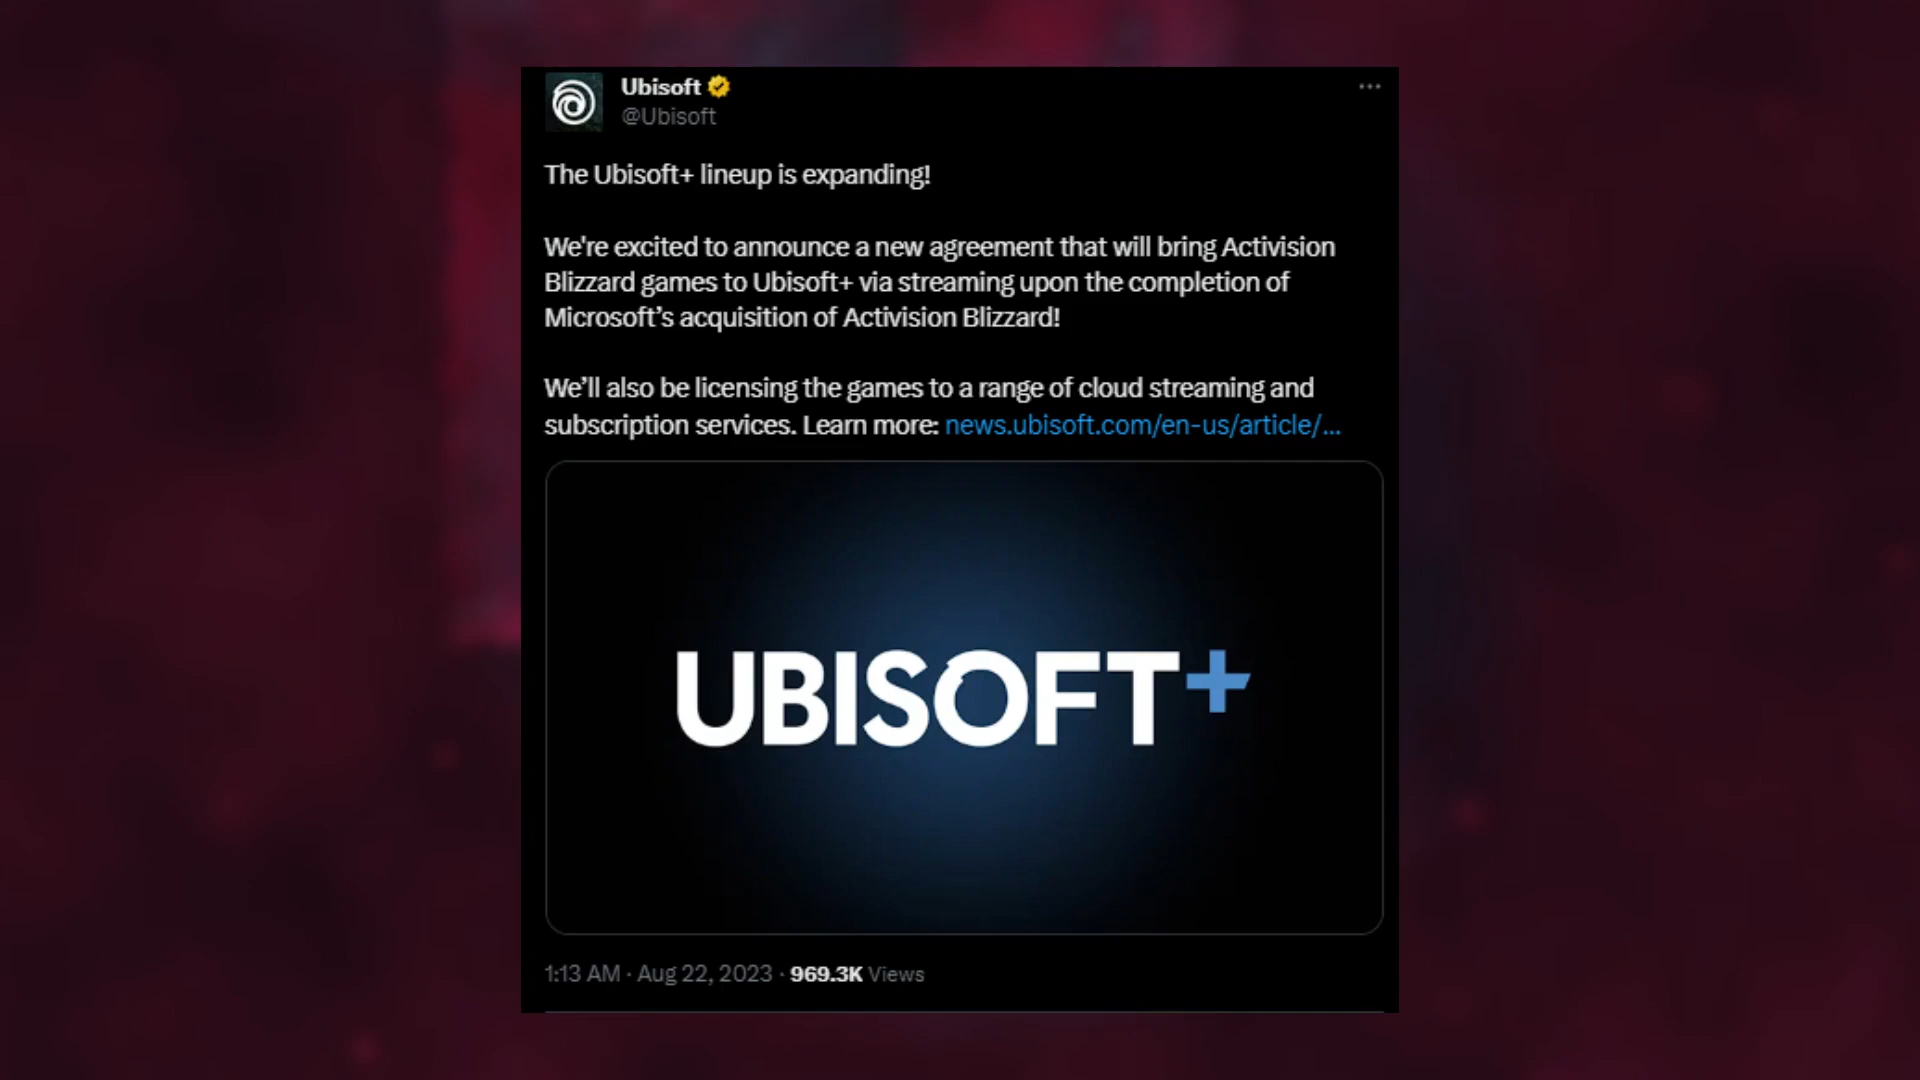 Ubisoft
@Ubisoft
The Ubisoft+ lineup is expanding!
We're excited to announce a new agreement that will bring Activision
Blizzard games to Ubisoft+ via streaming upon the completion of
Microsoft’s acquisition of Activision Blizzard!
We’ll also be licensing the games to a range of cloud streaming and
subscription services. Learn more: news.ubisoft.com/en-us/article/...
UBISOFT+
1:13 AM · Aug 22, 2023 · 969.3K Views